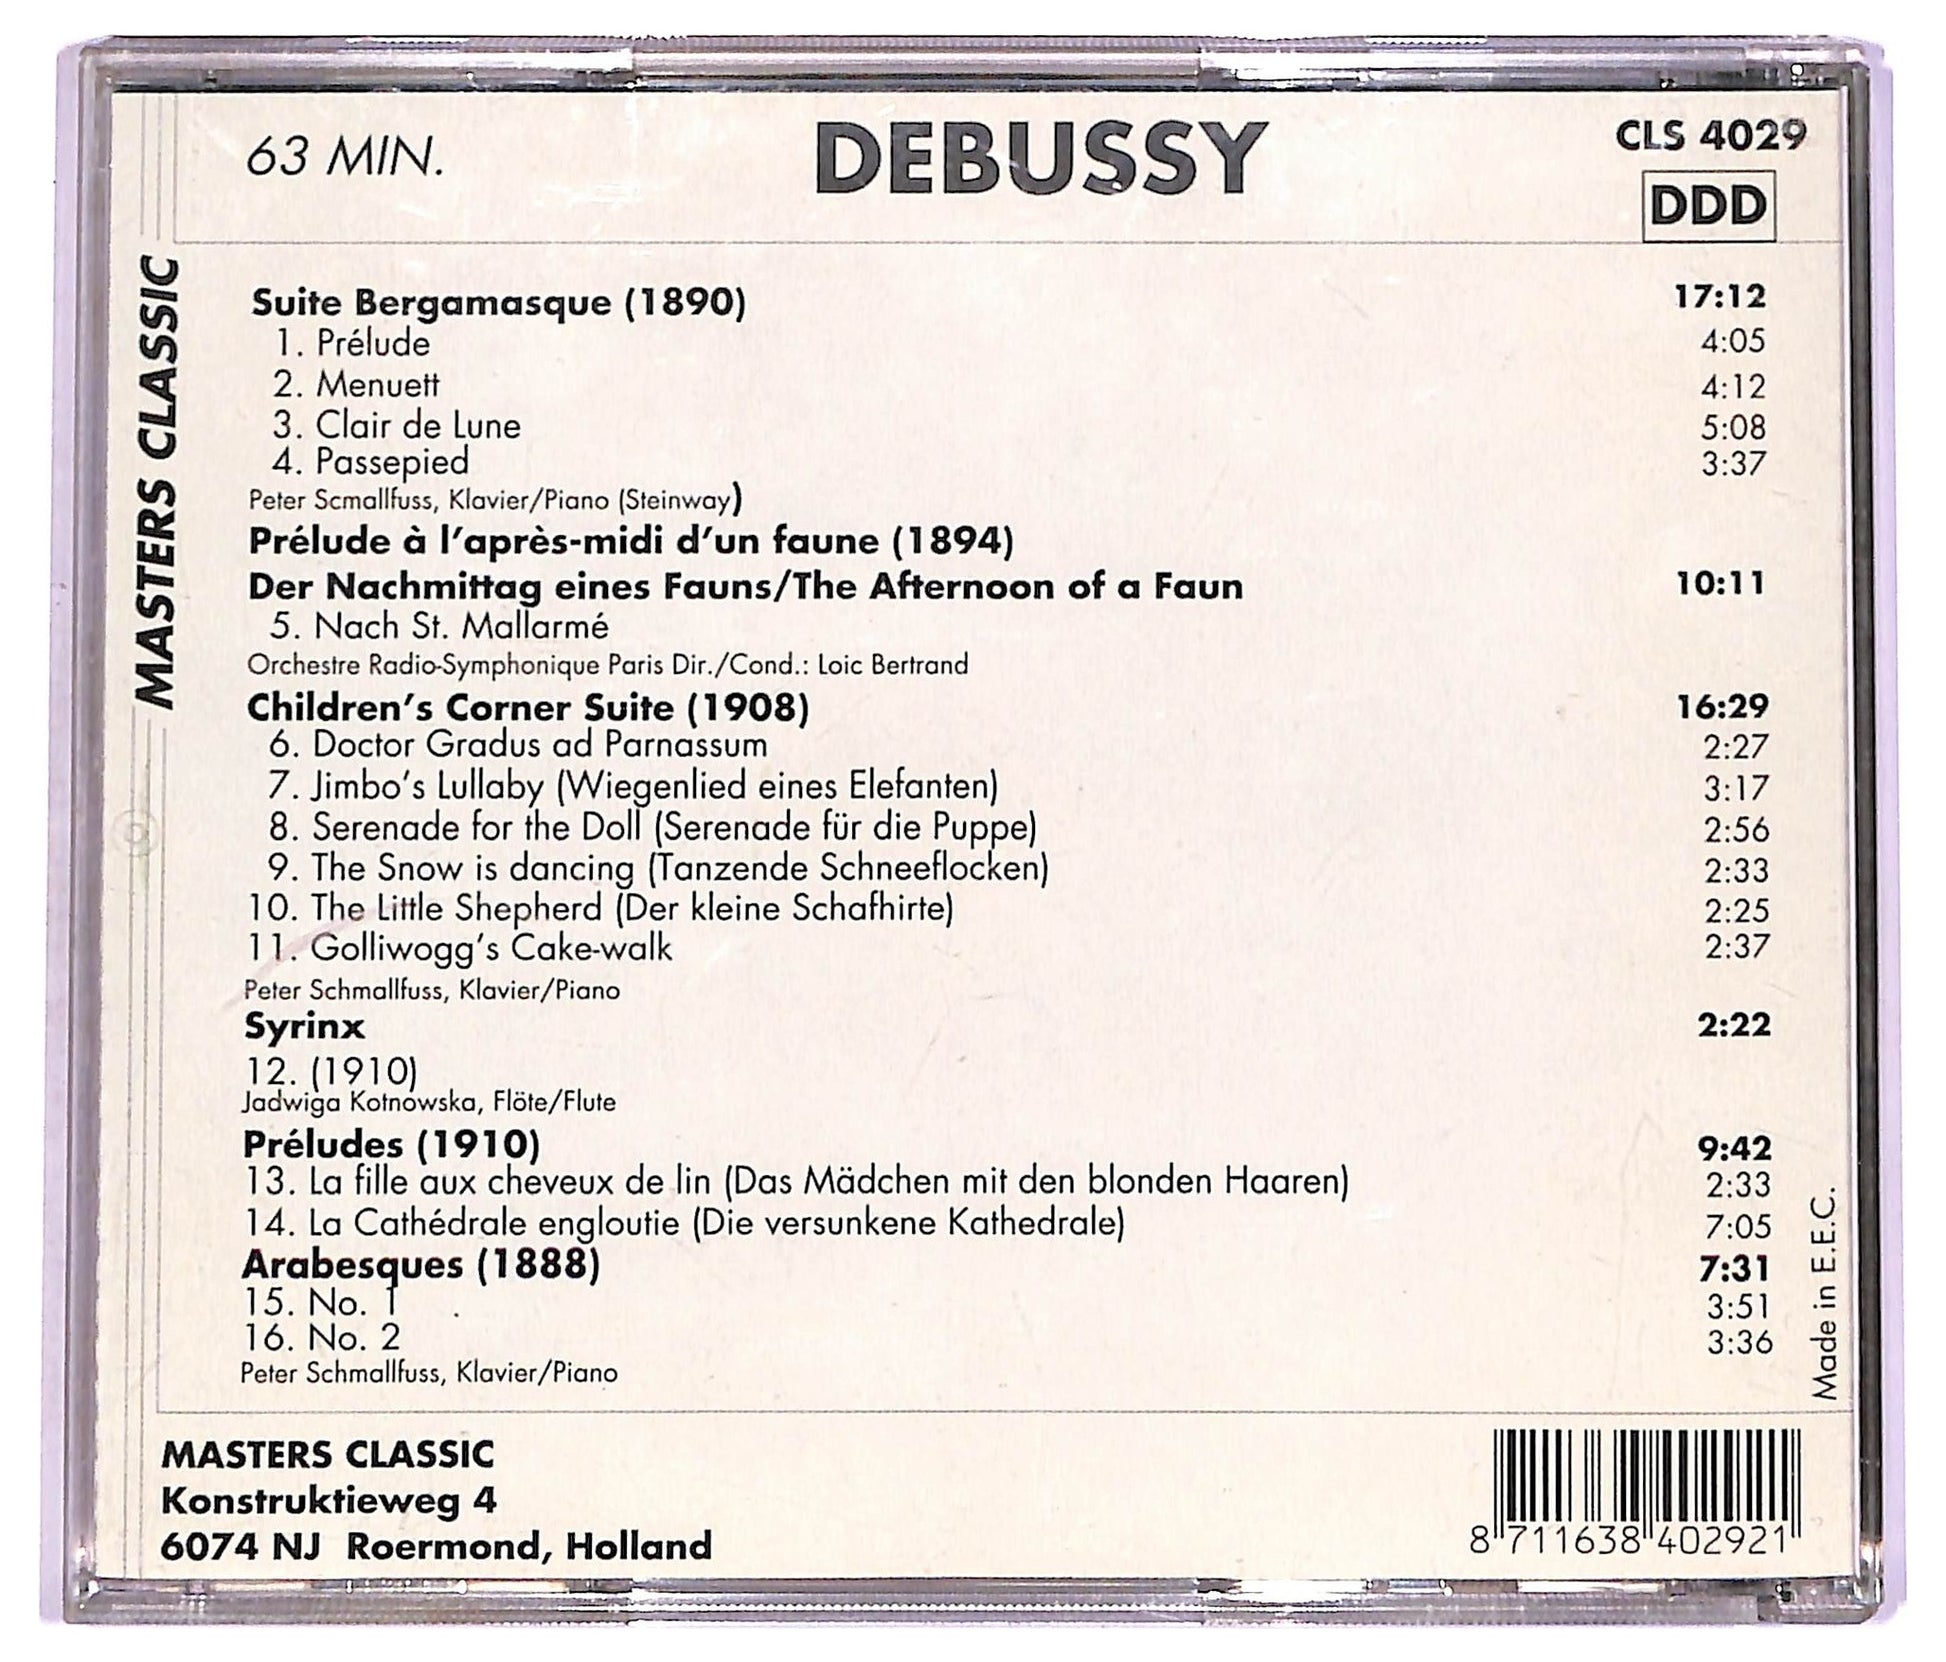 63 MIN.
DEBUSSY
CLS 4029
DDD
MASTERS CLASSIC
Suite Bergamasque (1890) 17:12
1. Prélude 4:05
2. Menuett 4:12
3. Clair de Lune 5:08
4. Passepied 3:37
Peter Scmallfuss, Klavier/Piano (Steinway)
Prélude à l'après-midi d'un faune (1894)
Der Nachmittag eines Fauns/The Afternoon of a Faun 10:11
5. Nach St. Mallarmé
Orchestre Radio-Symphonique Paris Dir./Cond.: Loic Bertrand
Children's Corner Suite (1908) 16:29
6. Doctor Gradus ad Parnassum 2:27
7. Jimbo's Lullaby (Wiegenlied eines Elefanten) 3:17
8. Serenade for the Doll (Serenade für die Puppe) 2:56
9. The Snow is dancing (Tanzende Schneeflocken) 2:33
10. The Little Shepherd (Der kleine Schafhirte) 2:25
11. Golliwogg's Cake-walk 2:37
Peter Schmallfuss, Klavier/Piano
Syrinx 2:22
12. (1910)
Jadwiga Kotnowska, Flöte/Flute
Préludes (1910) 9:42
13. La fille aux cheveux de lin (Das Mädchen mit den blonden Haaren) 2:33
14. La Cathédrale engloutie (Die versunkene Kathedrale) 7:05
Arabesques (1888) 7:31
15. No. 1 3:51
16. No. 2 3:36
Peter Schmallfuss, Klavier/Piano
Made in E.E.C.
MASTERS CLASSIC
Konstruktieweg 4
6074 NJ Roermond, Holland
8 711638 402921